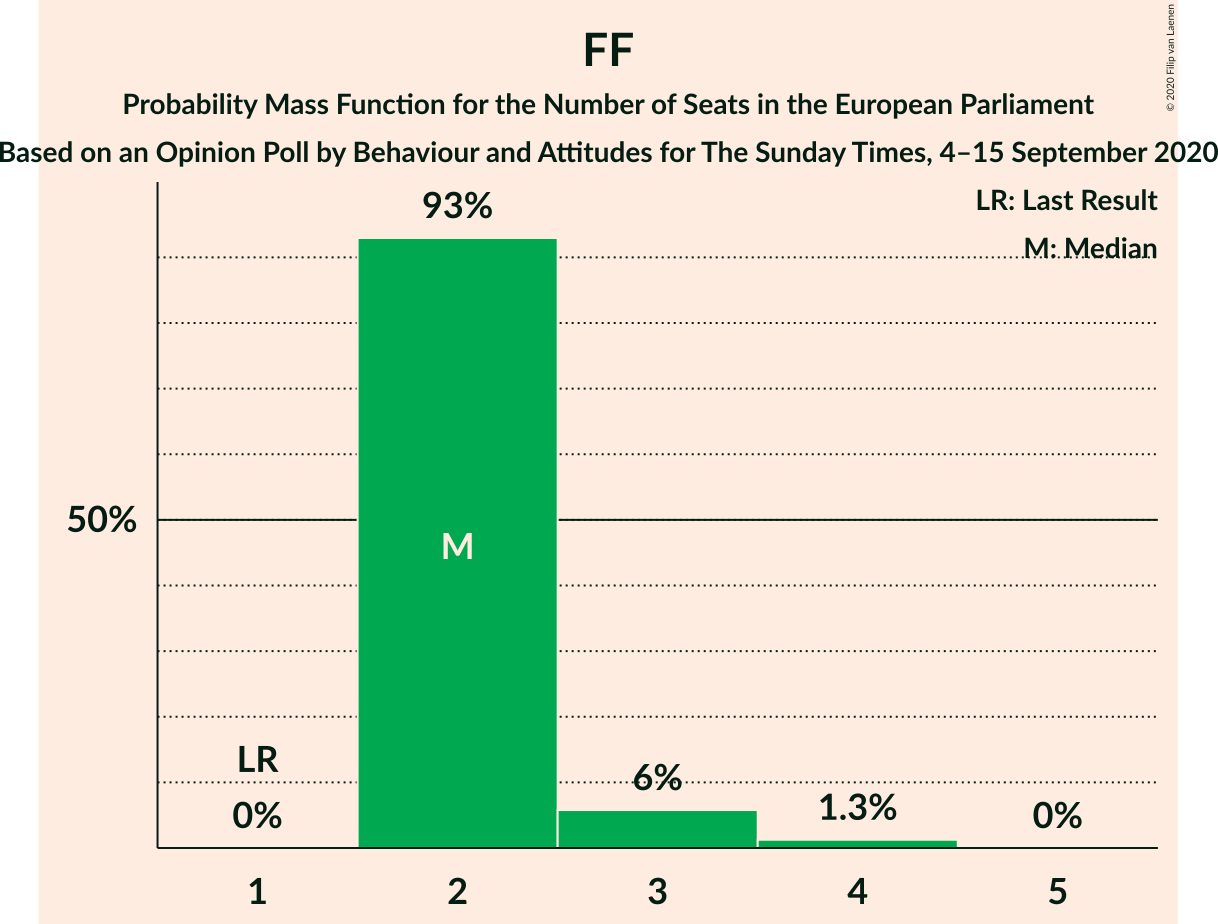 FF
Probability Mass Function for the Number of Seats in the European Parliament
Based on an Opinion Poll by Behaviour and Attitudes for The Sunday Times, 4–15 September 2020
© 2020 Filip van Laenen
LR: Last Result
M: Median
93%
50%
M
LR
0%
6%
1.3%
0%
1 2 3 4 5